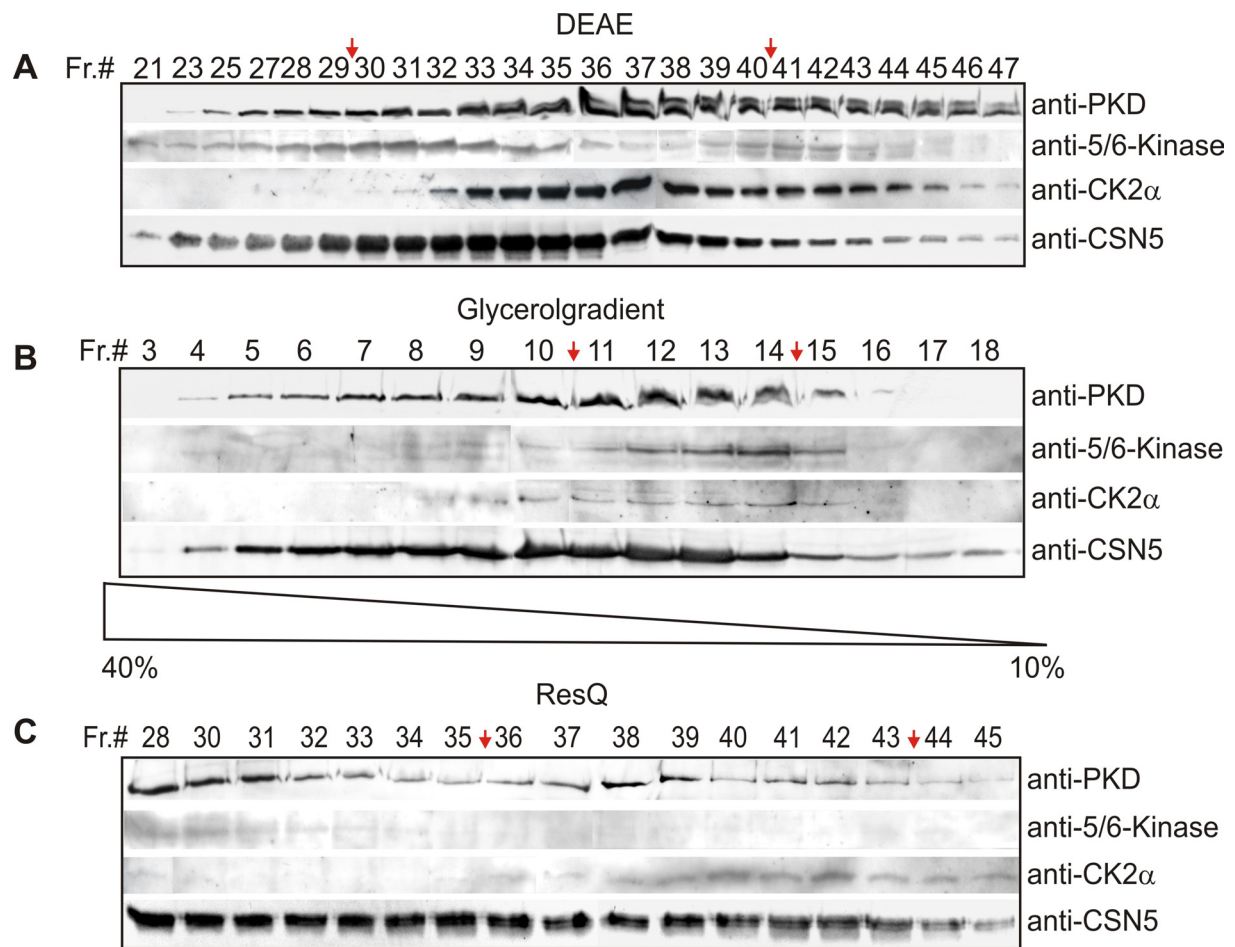 DEAE
A Fr.# 21 23 25 27 28 29 30 31 32 33 34 35 36 37 38 39 40 41 42 43 44 45 46 47
anti-PKD
anti-5/6-Kinase
anti-CK2α
anti-CSN5
Glycerolgradient
B Fr.# 3 4 5 6 7 8 9 10 11 12 13 14 15 16 17 18
anti-PKD
anti-5/6-Kinase
anti-CK2α
anti-CSN5
40% 10%
ResQ
C Fr.# 28 30 31 32 33 34 35 36 37 38 39 40 41 42 43 44 45
anti-PKD
anti-5/6-Kinase
anti-CK2α
anti-CSN5